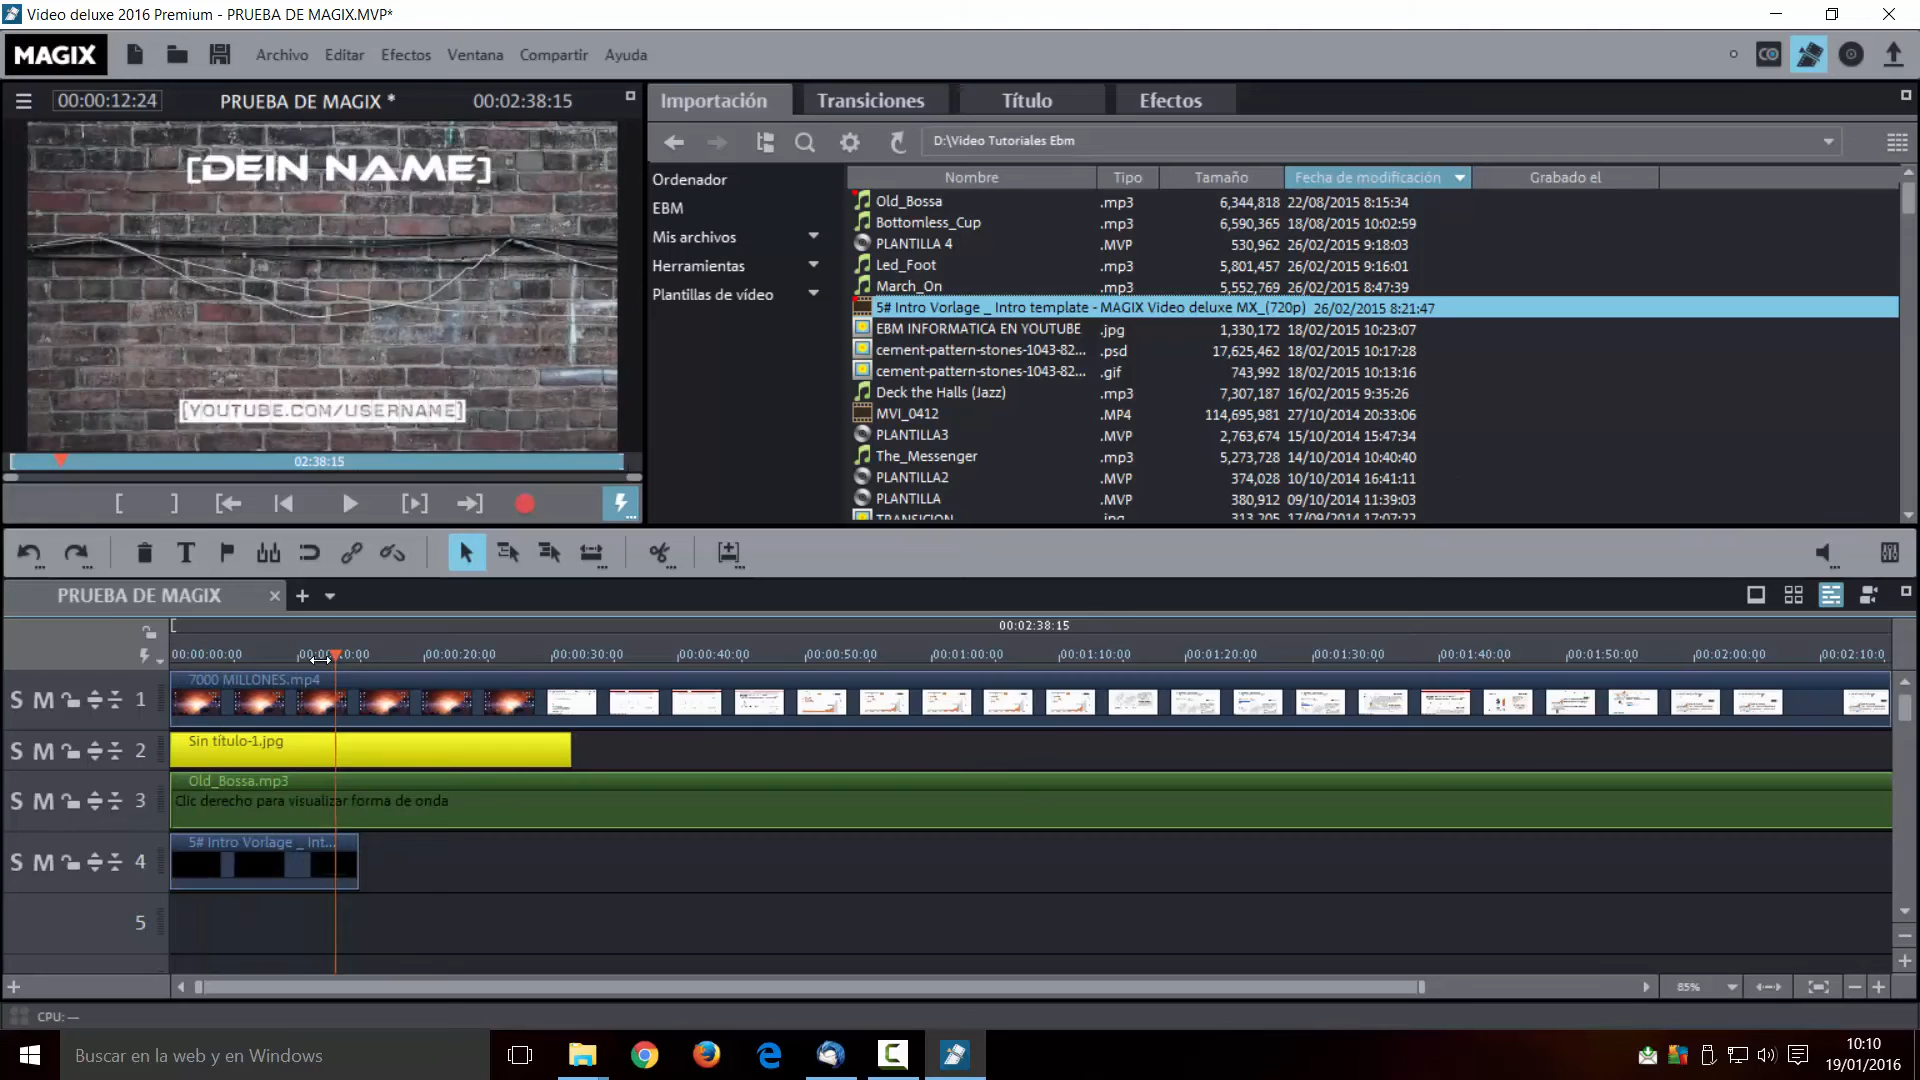 Video deluxe 2016 Premium - PRUEBA DE MAGIX.MVP*
MAGIX Archivo Editar Efectos Ventana Compartir Ayuda
00:00:12:24 PRUEBA DE MAGIX * 00:02:38:15
[DEIN NAME]
[YOUTUBE.COM/USERNAME]
02:38:15
Importación Transiciones Título Efectos
D:\Video Tutoriales Ebm
Ordenador
EBM
Mis archivos
Herramientas
Plantillas de vídeo
Nombre Tipo Tamaño Fecha de modificación Grabado el
Old_Bossa .mp3 6,344,818 22/08/2015 8:15:34
Bottomless_Cup .mp3 6,590,365 18/08/2015 10:02:59
PLANTILLA 4 .MVP 530,962 26/02/2015 9:18:03
Led_Foot .mp3 5,801,457 26/02/2015 9:16:01
March_On .mp3 5,552,769 26/02/2015 8:47:39
5# Intro Vorlage _ Intro template - MAGIX Video deluxe MX_(720p) 26/02/2015 8:21:47
EBM INFORMATICA EN YOUTUBE .jpg 1,330,172 18/02/2015 10:23:07
cement-pattern-stones-1043-82... .psd 17,625,462 18/02/2015 10:17:28
cement-pattern-stones-1043-82... .gif 743,992 18/02/2015 10:13:16
Deck the Halls (Jazz) .mp3 7,307,187 16/02/2015 9:35:26
MVI_0412 .MP4 114,695,981 27/10/2014 20:33:06
PLANTILLA3 .MVP 2,763,674 15/10/2014 15:47:34
The_Messenger .mp3 5,273,728 14/10/2014 10:40:40
PLANTILLA2 .MVP 374,028 10/10/2014 16:41:11
PLANTILLA .MVP 380,912 09/10/2014 11:39:03
TRANSICION .jpg 313,205 17/09/2014 17:07:22
PRUEBA DE MAGIX
00:02:38:15
00:00:00:00 00:00:20:00 00:00:30:00 00:00:40:00 00:00:50:00 00:01:00:00 00:01:10:00 00:01:20:00 00:01:30:00 00:01:40:00 00:01:50:00 00:02:00:00 00:02:10:0
7000 MILLONES.mp4
S M 1
Sin título-1.jpg
S M 2
Old_Bossa.mp3
Clic derecho para visualizar forma de onda
S M 3
5# Intro Vorlage _ Int...
S M 4
5
85%
CPU: —
Buscar en la web y en Windows
10:10
19/01/2016